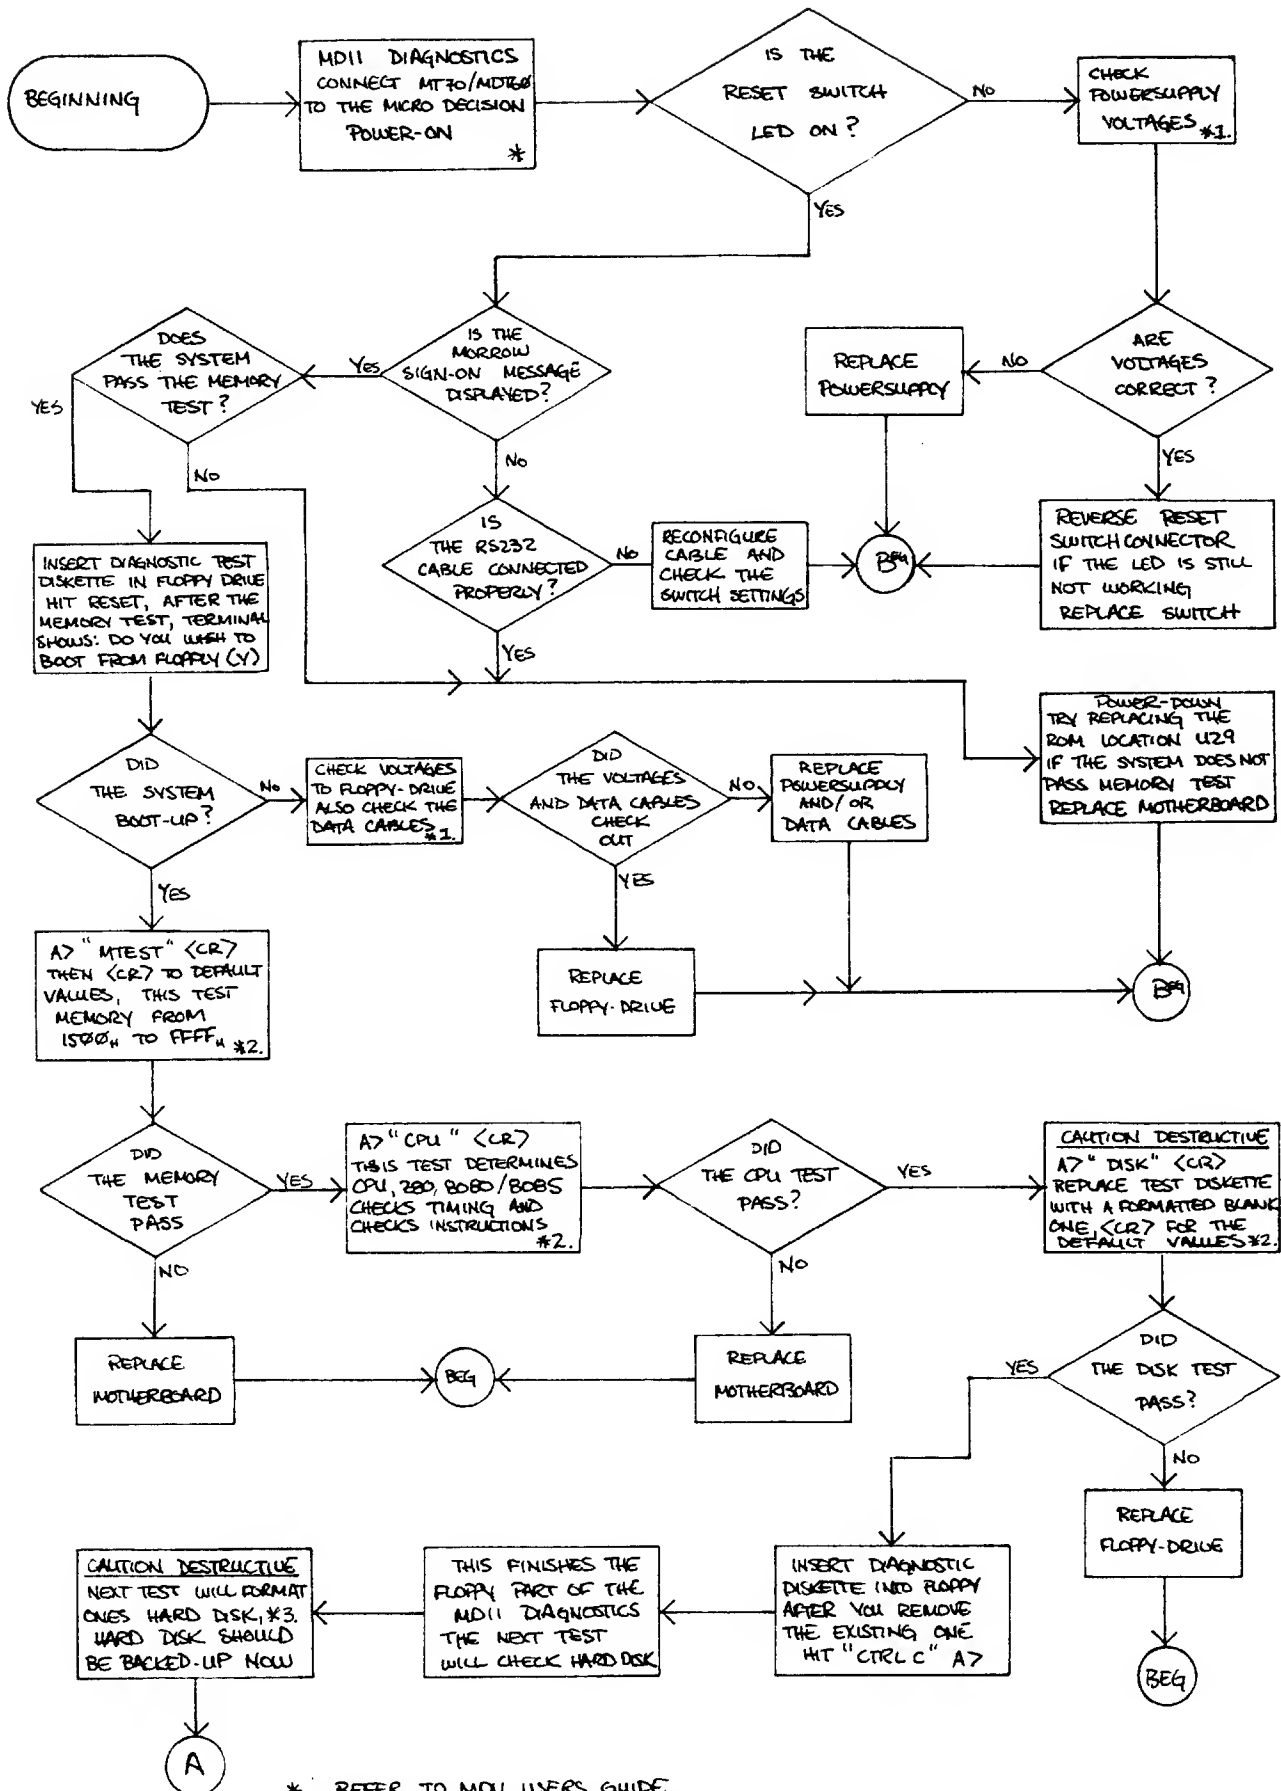 BEGINNING
MD11 DIAGNOSTICS
CONNECT MT70/MDT60
TO THE MICRO DECISION
POWER-ON
*
IS THE
RESET SWITCH
LED ON?
NO
CHECK
POWERSUPPLY
VOLTAGES *1.
YES
DOES
THE SYSTEM
PASS THE MEMORY
TEST?
YES
IS THE
MORROW
SIGN-ON MESSAGE
DISPLAYED?
REPLACE
POWERSUPPLY
NO
ARE
VOLTAGES
CORRECT?
YES
NO
NO
YES
INSERT DIAGNOSTIC TEST
DISKETTE IN FLOPPY DRIVE
HIT RESET, AFTER THE
MEMORY TEST, TERMINAL
SHOWS: DO YOU WISH TO
BOOT FROM FLOPPLY (Y)
IS
THE RS232
CABLE CONNECTED
PROPERLY?
NO
RECONFIGURE
CABLE AND
CHECK THE
SWITCH SETTINGS
BEG
REVERSE RESET
SWITCH CONNECTOR
IF THE LED IS STILL
NOT WORKING
REPLACE SWITCH
YES
DID
THE SYSTEM
BOOT-UP?
NO
CHECK VOLTAGES
TO FLOPPY-DRIVE
ALSO CHECK THE
DATA CABLES *1.
DID
THE VOLTAGES
AND DATA CABLES
CHECK
OUT
NO
REPLACE
POWERSUPPLY
AND/OR
DATA CABLES
POWER-DOWN
TRY REPLACING THE
ROM LOCATION U29
IF THE SYSTEM DOES NOT
PASS MEMORY TEST
REPLACE MOTHERBOARD
YES
YES
A> "MTEST" <CR>
THEN <CR> TO DEFAULT
VALUES, THIS TEST
MEMORY FROM
15ØØH TO FFFFH *2.
REPLACE
FLOPPY-DRIVE
BEG
DID
THE MEMORY
TEST
PASS
YES
A> "CPU" <CR>
THIS TEST DETERMINES
CPU, Z80, 8080/8085
CHECKS TIMING AND
CHECKS INSTRUCTIONS
*2.
DID
THE CPU TEST
PASS?
YES
CAUTION DESTRUCTIVE
A> "DISK" <CR>
REPLACE TEST DISKETTE
WITH A FORMATTED BLANK
ONE, <CR> FOR THE
DEFAULT VALUES *2.
NO
NO
REPLACE
MOTHERBOARD
BEG
REPLACE
MOTHERBOARD
YES
DID
THE DISK TEST
PASS?
NO
REPLACE
FLOPPY-DRIVE
CAUTION DESTRUCTIVE
NEXT TEST WILL FORMAT
ONES HARD DISK, *3.
HARD DISK SHOULD
BE BACKED-UP NOW
THIS FINISHES THE
FLOPPY PART OF THE
MD11 DIAGNOSTICS
THE NEXT TEST
WILL CHECK HARD DISK
INSERT DIAGNOSTIC
DISKETTE INTO FLOPPY
AFTER YOU REMOVE
THE EXISTING ONE
HIT "CTRL C" A>
BEG
A
* REFER TO MD11 USERS GUIDE